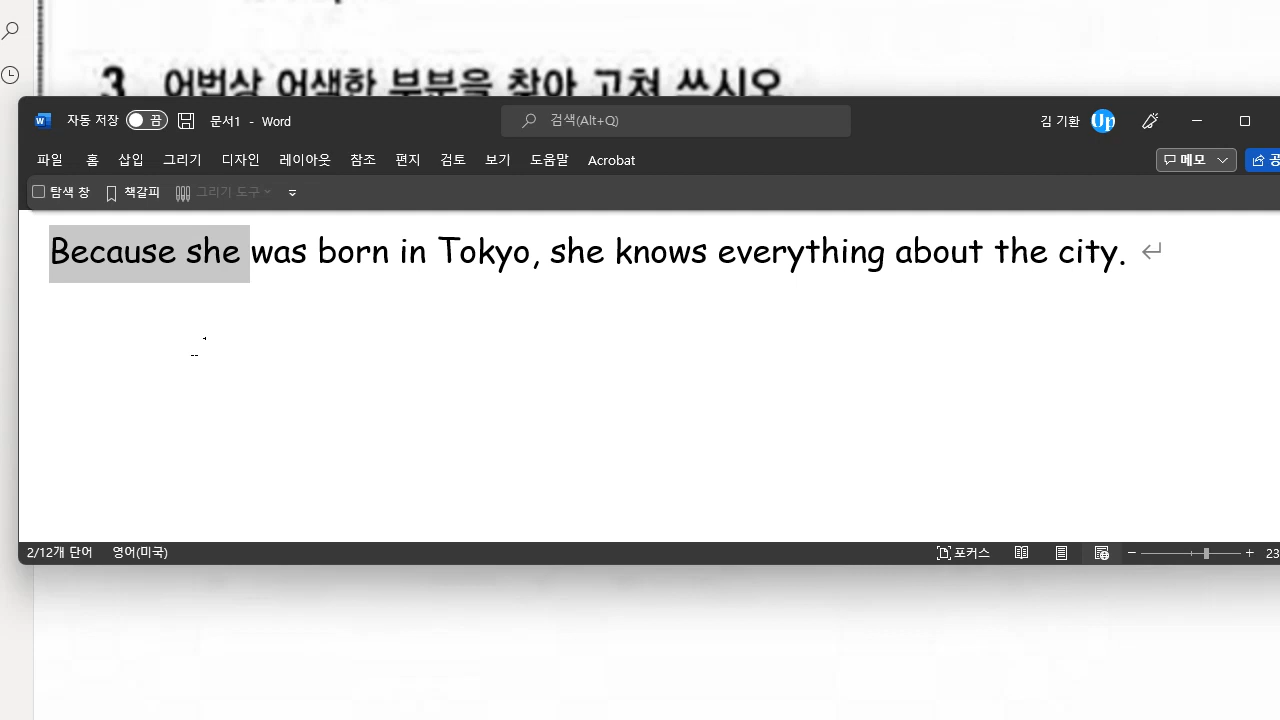 3 어법상 어색한 부분을 찾아 고쳐 쓰시오
자동 저장 끔 문서1 - Word 검색(Alt+Q) 김 기환 Up
파일 홈 삽입 그리기 디자인 레이아웃 참조 편지 검토 보기 도움말 Acrobat 메모 공
탐색 창 책갈피 그리기 도구
Because she was born in Tokyo, she knows everything about the city.
2/12개 단어 영어(미국) 포커스 23